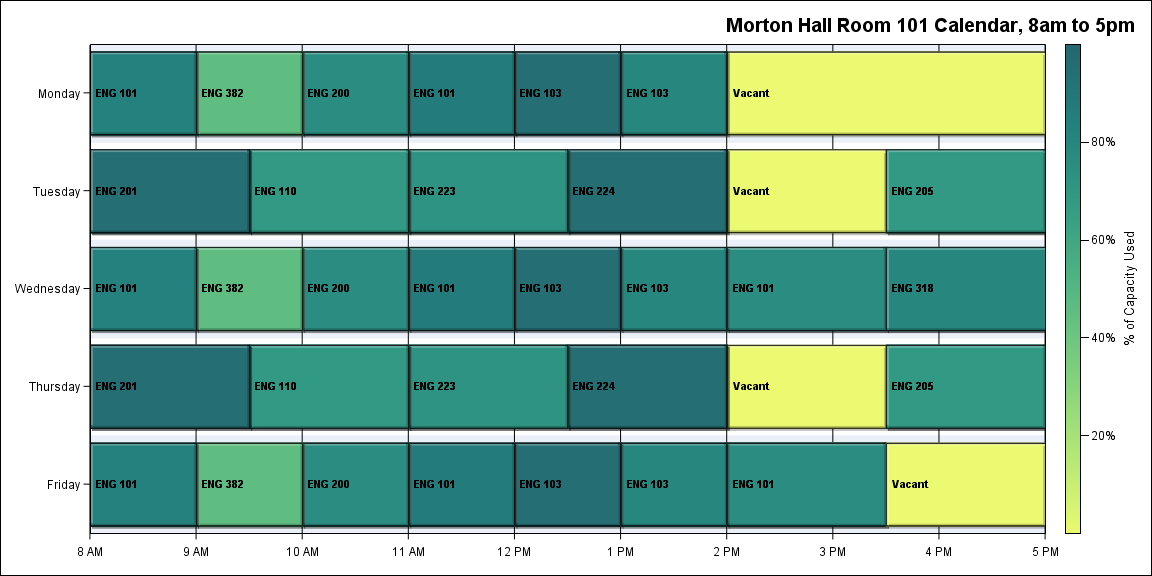 Morton Hall Room 101 Calendar, 8am to 5pm
Monday
ENG 101 ENG 382 ENG 200 ENG 101 ENG 103 ENG 103 Vacant
80%
Tuesday
ENG 201 ENG 110 ENG 223 ENG 224 Vacant ENG 205
60%
Wednesday
ENG 101 ENG 382 ENG 200 ENG 101 ENG 103 ENG 103 ENG 101 ENG 318
% of Capacity Used
40%
Thursday
ENG 201 ENG 110 ENG 223 ENG 224 Vacant ENG 205
20%
Friday
ENG 101 ENG 382 ENG 200 ENG 101 ENG 103 ENG 103 ENG 101 Vacant
8 AM 9 AM 10 AM 11 AM 12 PM 1 PM 2 PM 3 PM 4 PM 5 PM